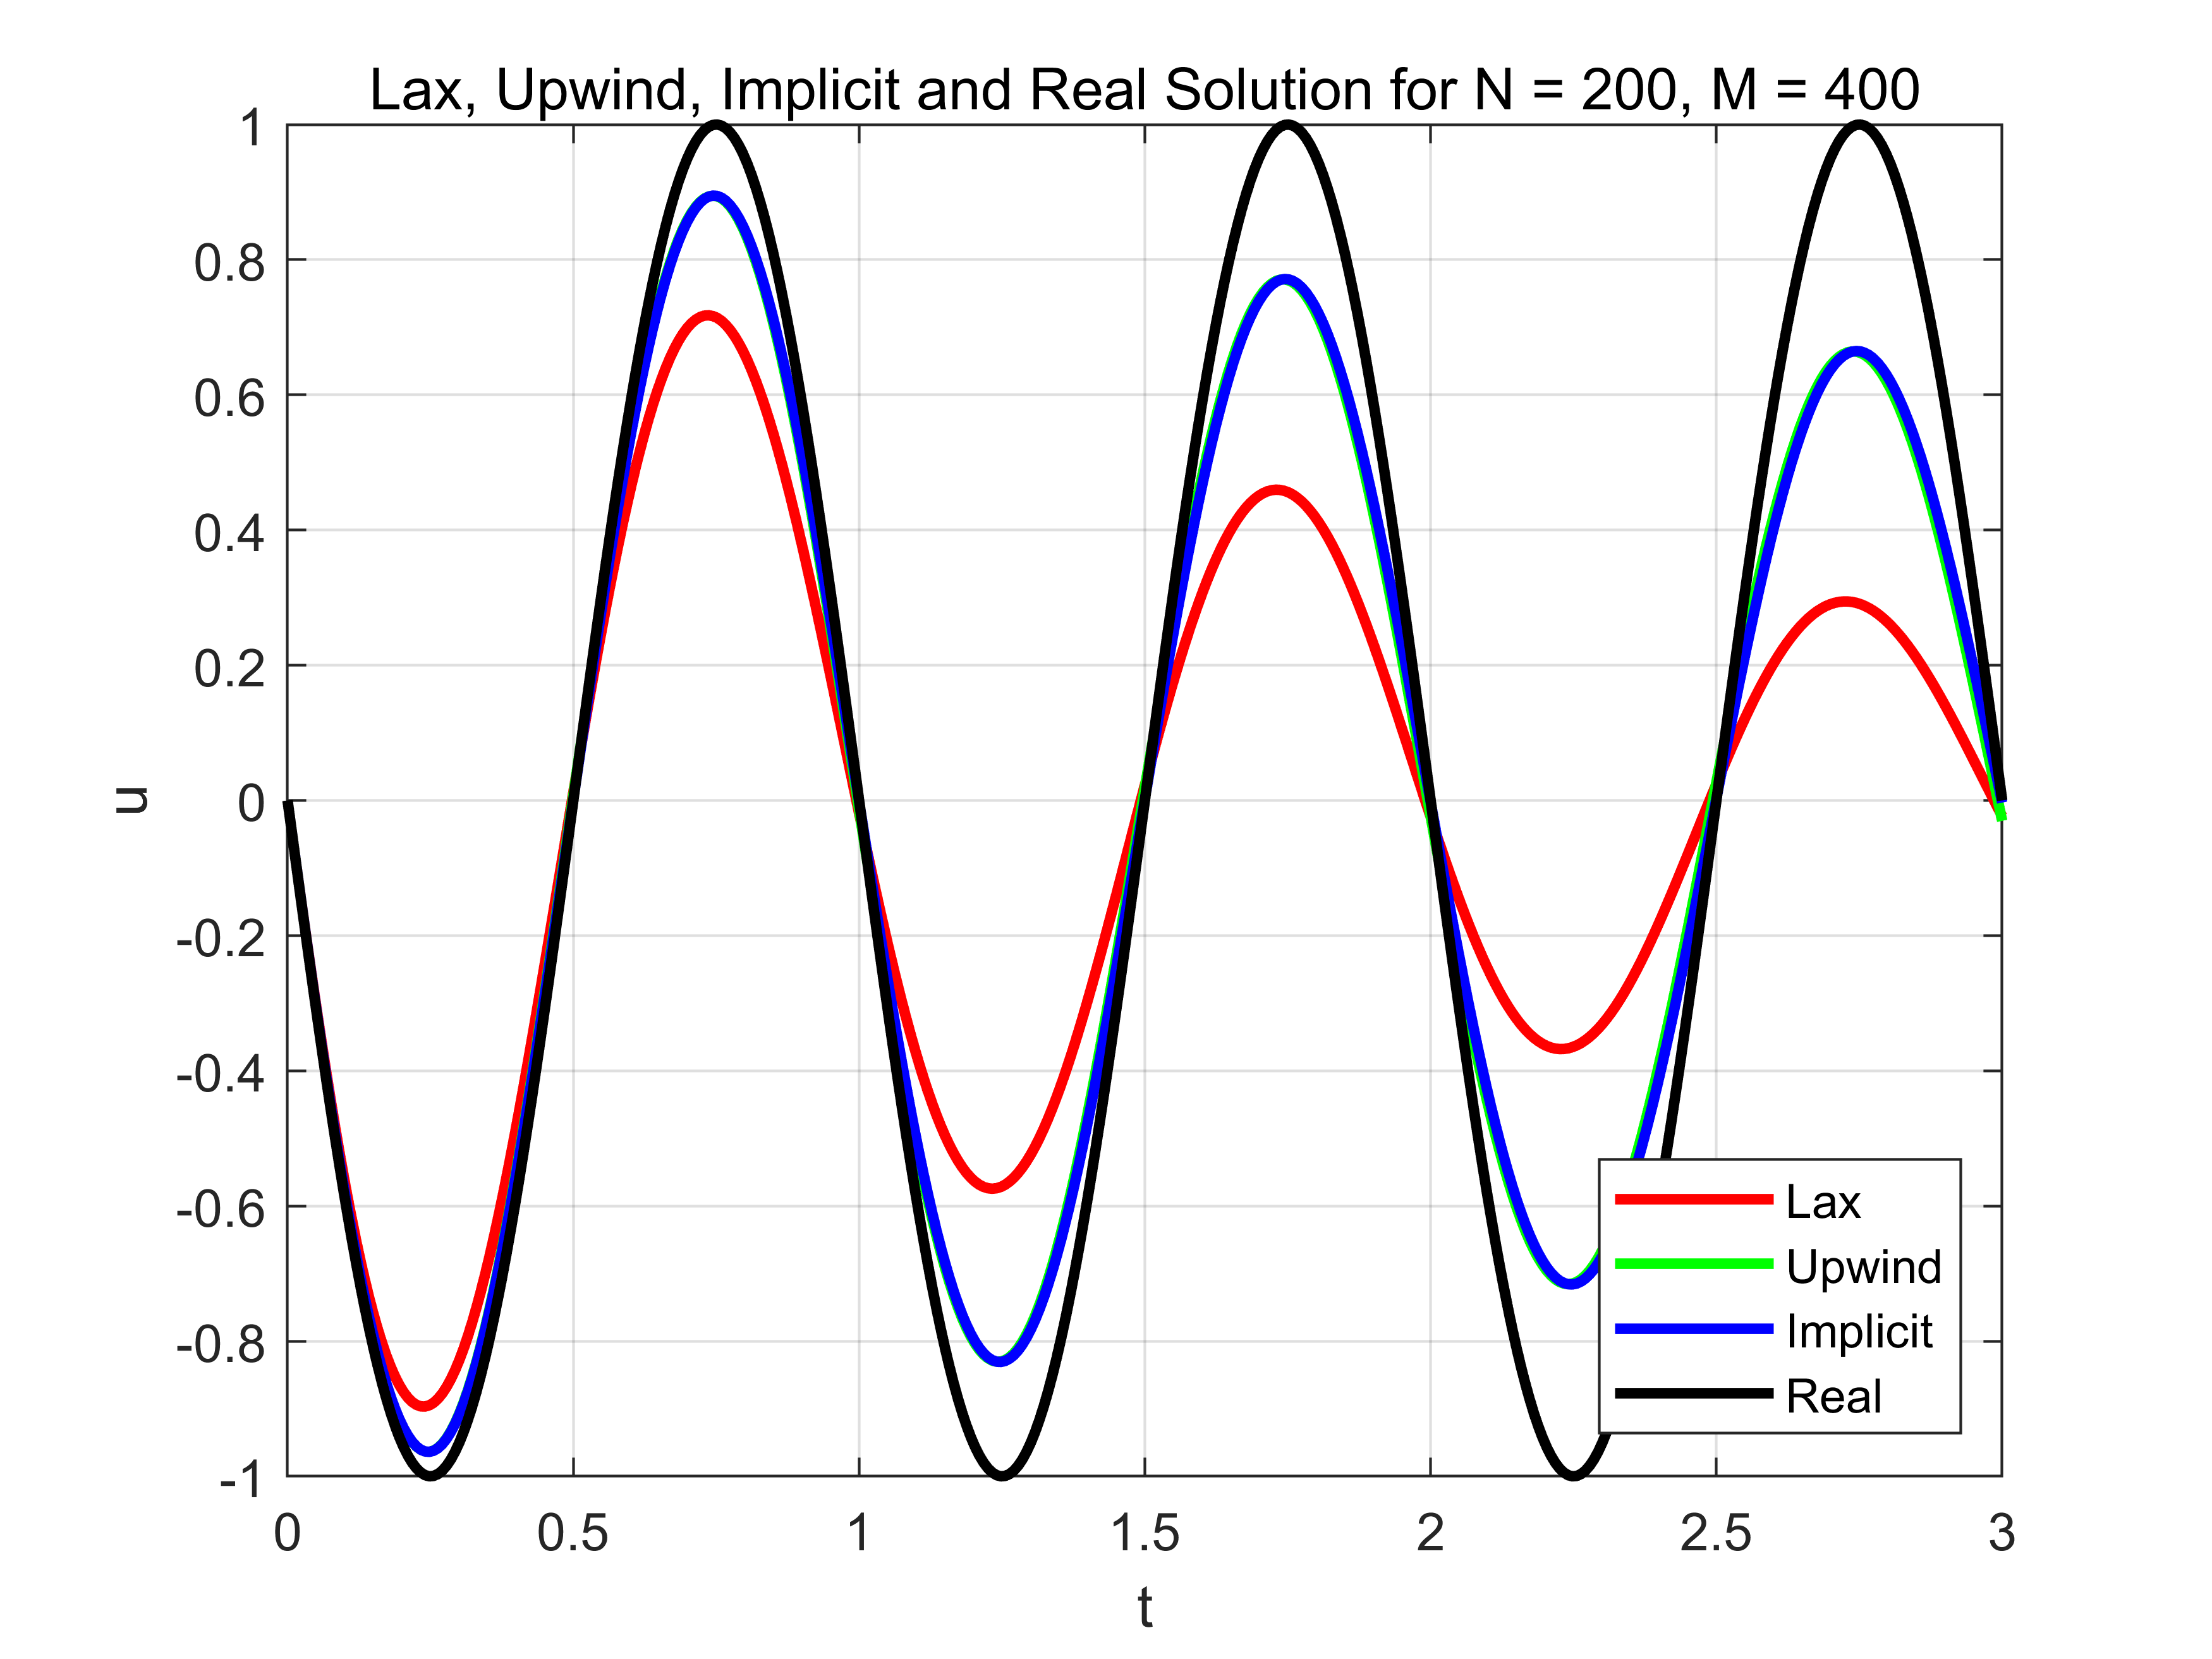 Lax, Upwind, Implicit and Real Solution for N = 200, M = 400
1
0.8
0.6
0.4
0.2
0
-0.2
-0.4
-0.6
-0.8
-1
u
Lax
Upwind
Implicit
Real
0 0.5 1 1.5 2 2.5 3
t